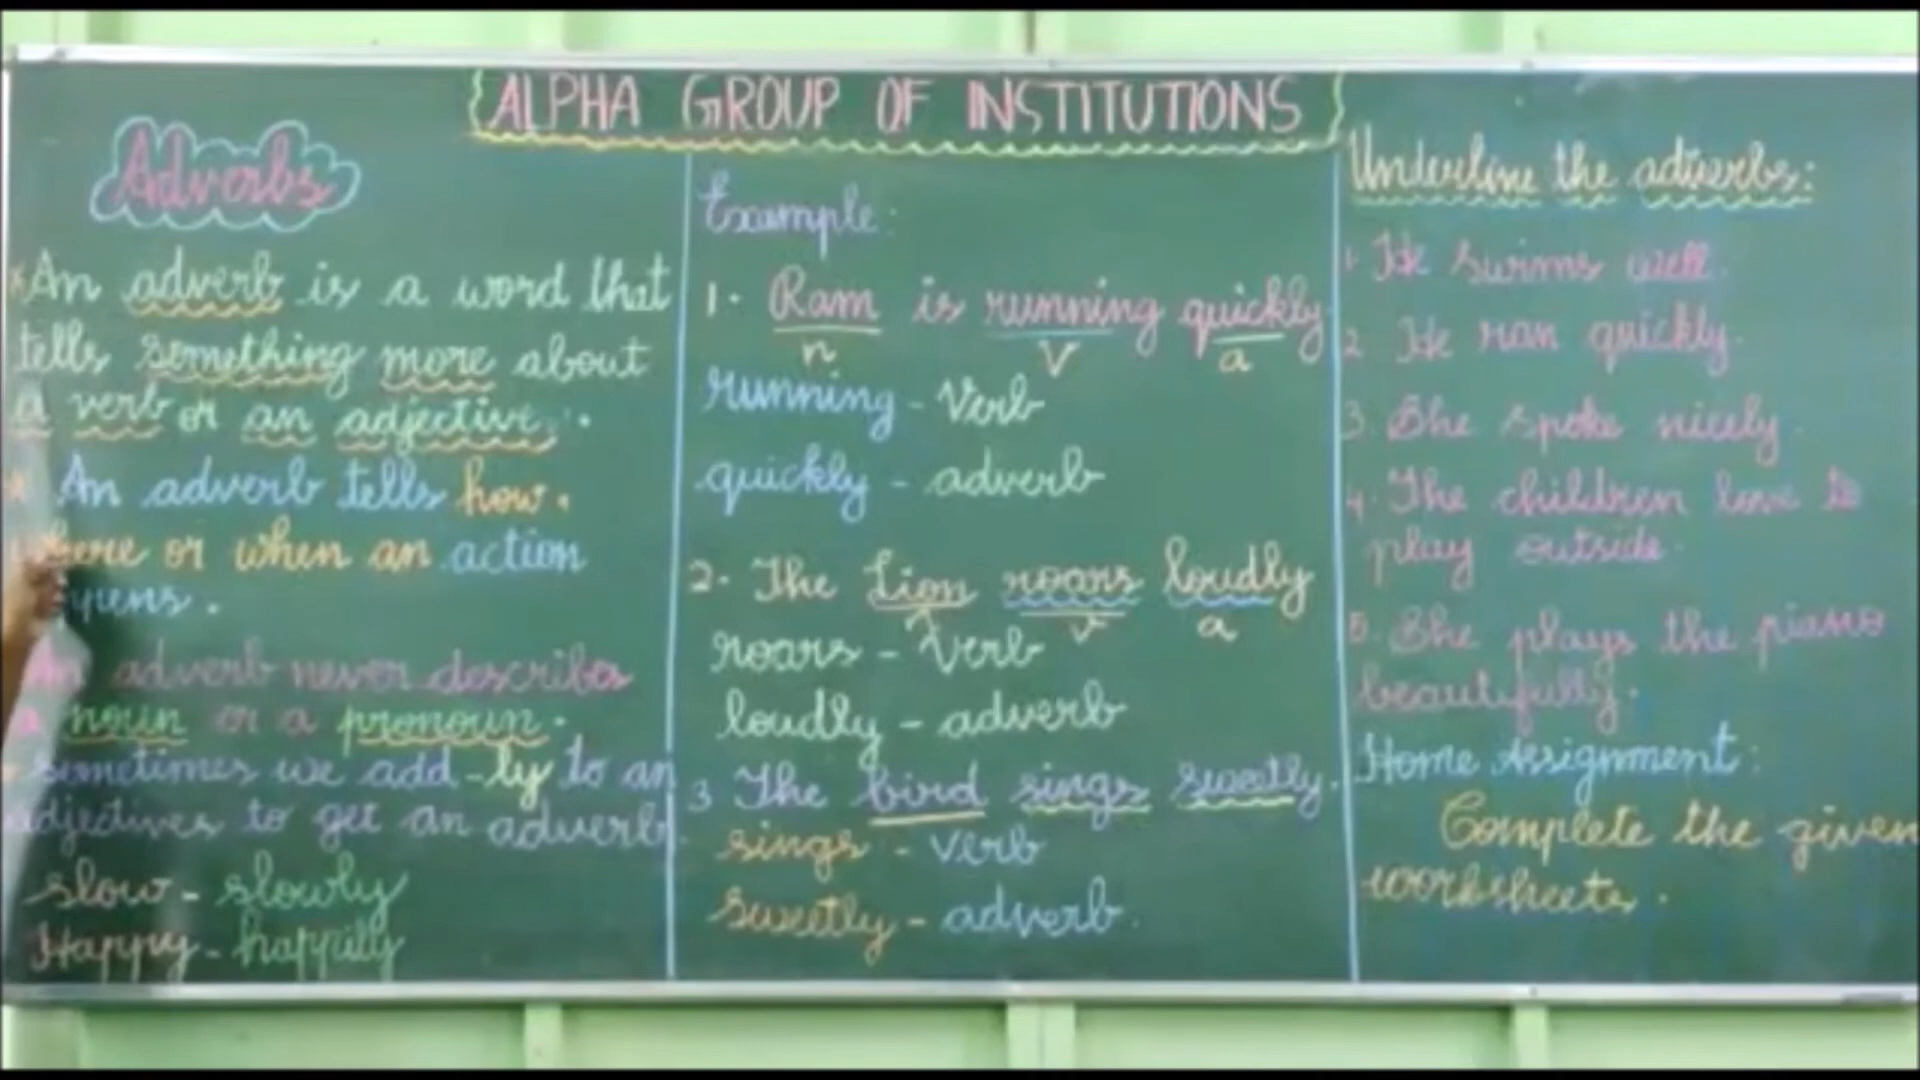 ALPHA GROUP OF INSTITUTIONS
Adverbs
An adverb is a word that
tells something more about
a verb or an adjective.
An adverb tells how,
or when an action
.
An adverb never describes
a noun or a pronoun.
sometimes we add -ly to an
adjectives to get an adverb.
slow - slowly
Happy - happily
Example:
1. Ram is running quickly
n V a
running - Verb
quickly - adverb
2. The Lion roars loudly
v a
roars - Verb
loudly - adverb
3 The bird sings sweetly.
sings - verb
sweetly - adverb.
Underline the adverbs:
1. He swims well.
2. He ran quickly.
3. She spoke nicely.
4. The children love to
play outside.
5. She plays the piano
beautifully.
Home Assignment:
Complete the given
worksheets.